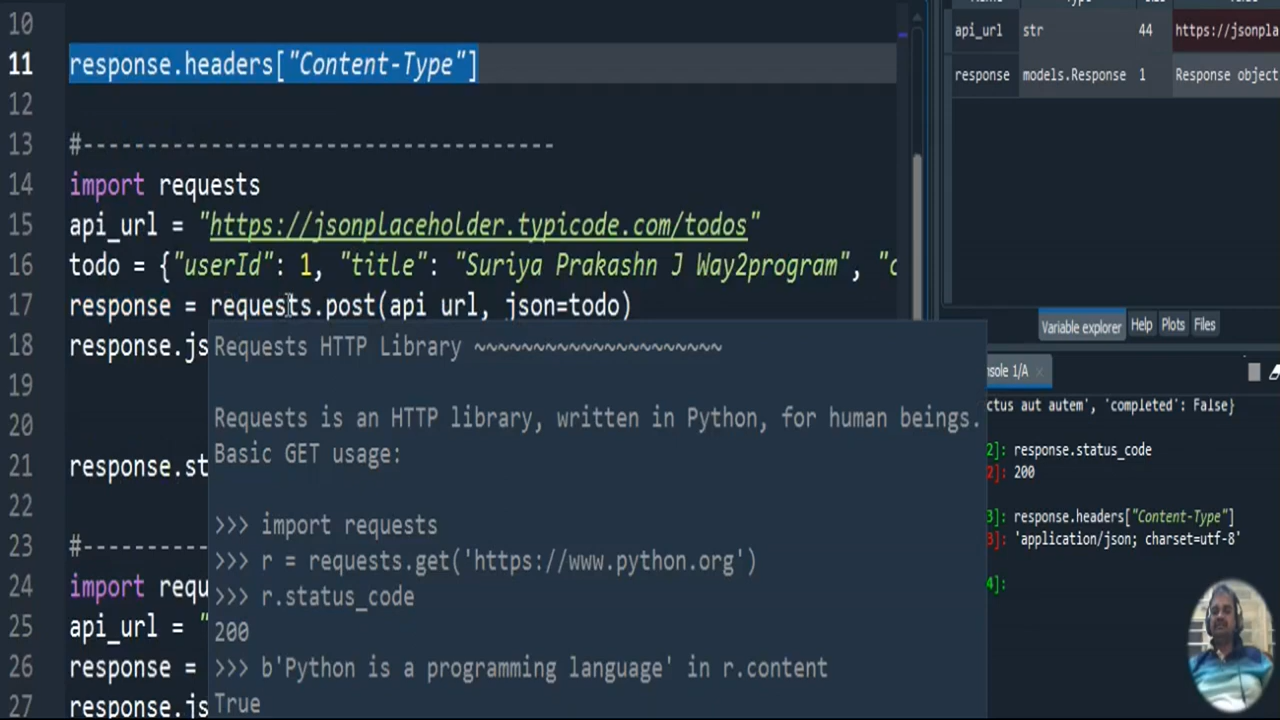 10
11 response.headers["Content-Type"]
12
13 #-------------------------------------
14 import requests
15 api_url = "https://jsonplaceholder.typicode.com/todos"
16 todo = {"userId": 1, "title": "Suriya Prakashn J Way2program", "c
17 response = requests.post(api_url, json=todo)
18 response.js
19
20
21 response.st
22
23 #----------
24 import requ
25 api_url = "
26 response =
27 response.js
Requests HTTP Library ~~~~~~~~~~~~~~~~~~~~~
Requests is an HTTP library, written in Python, for human beings.
Basic GET usage:
>>> import requests
>>> r = requests.get('https://www.python.org')
>>> r.status_code
200
>>> b'Python is a programming language' in r.content
True
api_url str 44 https://jsonpla
response models.Response 1 Response object
Variable explorer Help Plots Files
nsole 1/A
ctus aut autem', 'completed': False}
2]: response.status_code
2]: 200
3]: response.headers["Content-Type"]
3]: 'application/json; charset=utf-8'
4]: